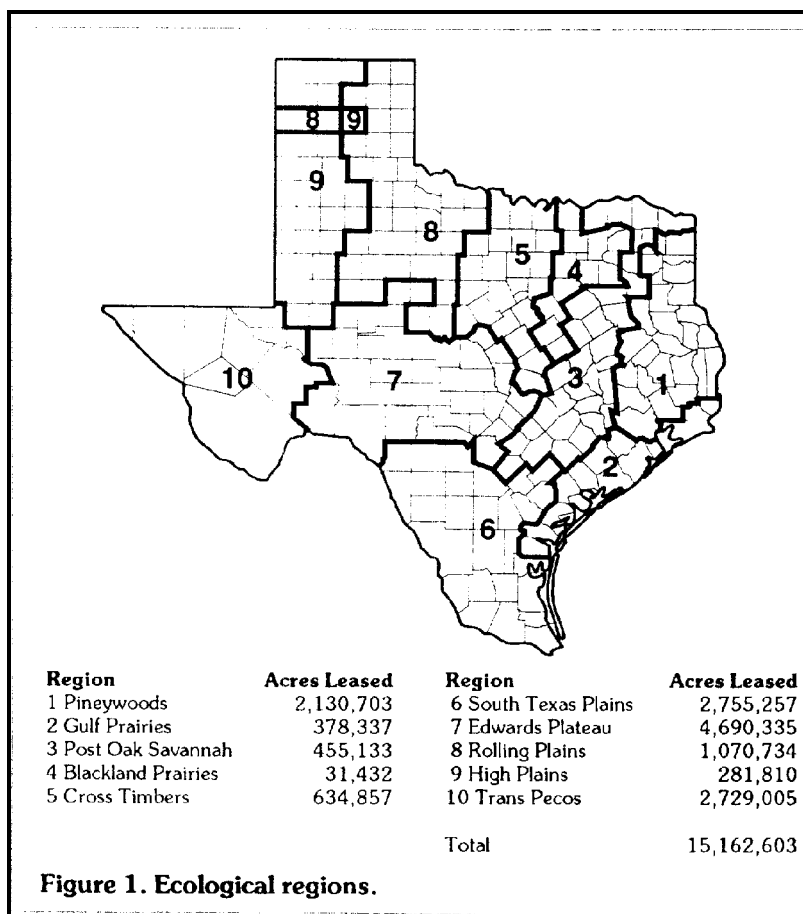 8 9
9
8
5
4
10
7
3
1
2
6
Region Acres Leased
1 Pineywoods 2,130,703
2 Gulf Prairies 378,337
3 Post Oak Savannah 455,133
4 Blackland Prairies 31,432
5 Cross Timbers 634,857
Region Acres Leased
6 South Texas Plains 2,755,257
7 Edwards Plateau 4,690,335
8 Rolling Plains 1,070,734
9 High Plains 281,810
10 Trans Pecos 2,729,005
Total 15,162,603
Figure 1. Ecological regions.